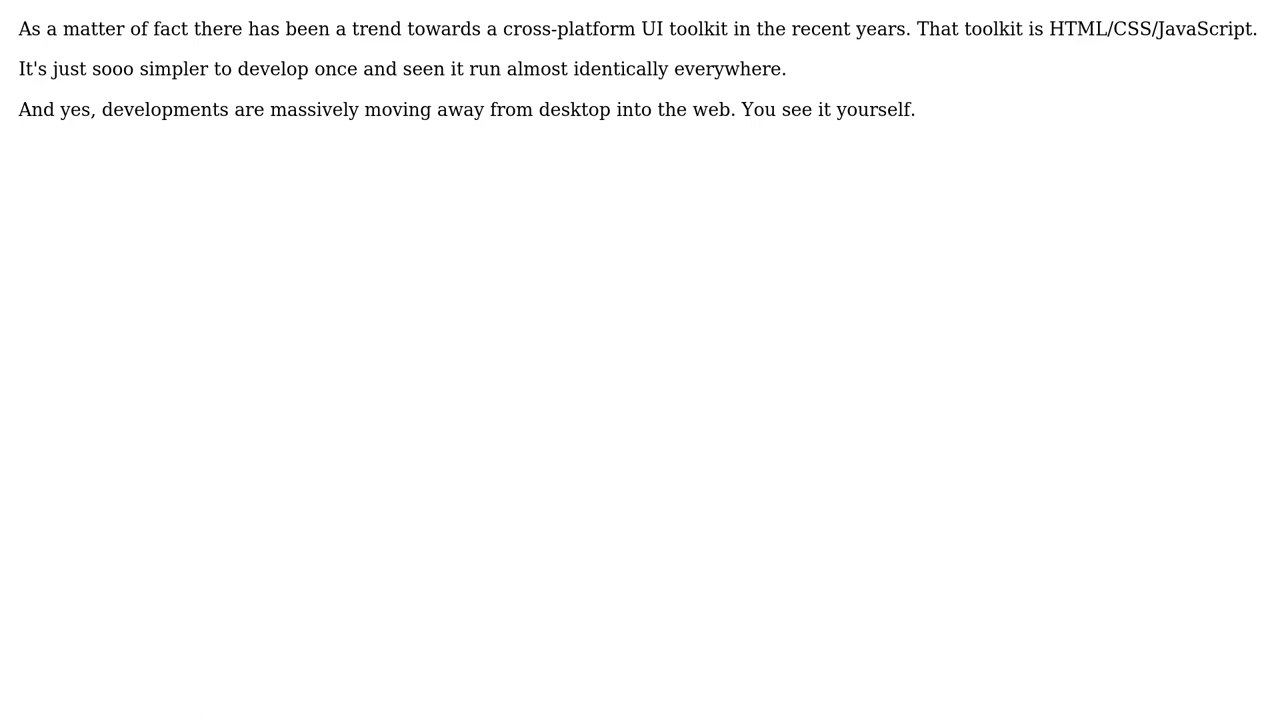 As a matter of fact there has been a trend towards a cross-platform UI toolkit in the recent years. That toolkit is HTML/CSS/JavaScript.
It's just sooo simpler to develop once and seen it run almost identically everywhere.
And yes, developments are massively moving away from desktop into the web. You see it yourself.